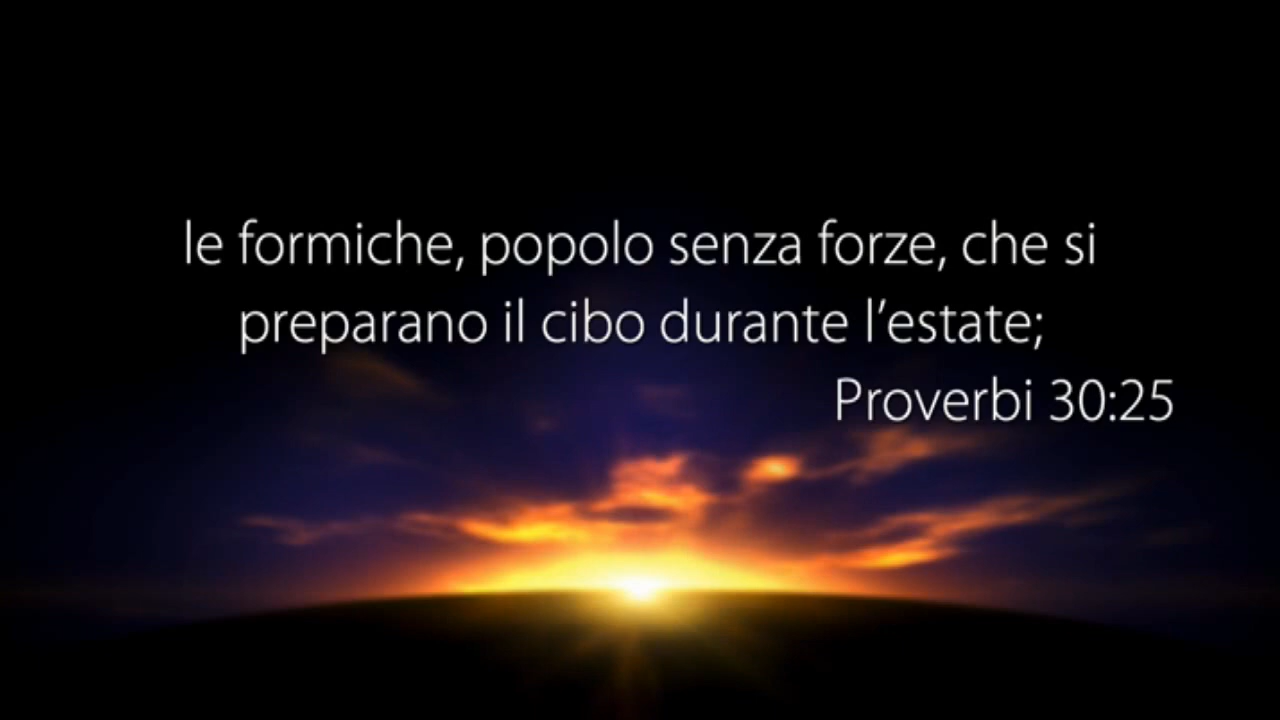 le formiche, popolo senza forze, che si
preparano il cibo durante l’estate;
Proverbi 30:25